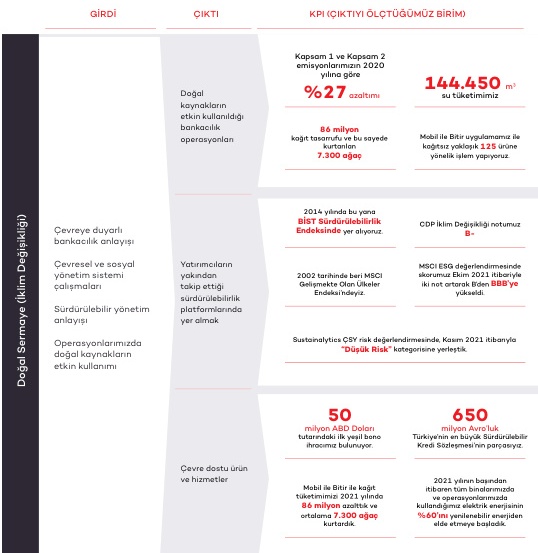 GİRDİ
ÇIKTI
KPI (ÇIKTIYI ÖLÇTÜĞÜMÜZ BİRİM)
Doğal Sermaye (İklim Değişikliği)
Çevreye duyarlı
bankacılık anlayışı
Çevresel ve sosyal
yönetim sistemi
çalışmaları
Sürdürülebilir yönetim
anlayışı
Operasyonlarımızda
doğal kaynakların
etkin kullanımı
Doğal
kaynakların
etkin kullanıldığı
bankacılık
operasyonları
Kapsam 1 ve Kapsam 2
emisyonlarımızın 2020
yılına göre
%27 azaltımı
144.450 m³
su tüketimimiz
86 milyon
kağıt tasarrufu ve bu sayede
kurtarılan
7.300 ağaç
Mobil ile Bitir uygulamamız ile
kağıtsız yaklaşık 125 ürüne
yönelik işlem yapıyoruz.
Yatırımcıların
yakından
takip ettiği
sürdürülebilirlik
platformlarında
yer almak
2014 yılında bu yana
BİST Sürdürülebilirlik
Endeksinde yer alıyoruz.
CDP İklim Değişikliği notumuz
B-
2002 tarihinde beri MSCI
Gelişmekte Olan Ülkeler
Endeksi'ndeyiz.
MSCI ESG değerlendirmesinde
skorumuz Ekim 2021 itibariyle
iki not artarak B'den BBB'ye
yükseldi.
Sustainalytics ÇSY risk değerlendirmesinde, Kasım 2021 itibarıyla
"Düşük Risk" kategorisine yerleştik.
Çevre dostu ürün
ve hizmetler
50
milyon ABD Doları
tutarındaki ilk yeşil bono
ihracımız bulunuyor.
650
milyon Avro'luk
Türkiye'nin en büyük Sürdürülebilir
Kredi Sözleşmesi'nin parçasıyız.
Mobil ile Bitir ile kağıt
tüketimimizi 2021 yılında
86 milyon azalttık ve
ortalama 7.300 ağaç
kurtardık.
2021 yılının başından
itibaren tüm binalarımızda
ve operasyonlarımızda
kullandığımız elektrik enerjisinin
%60'ını yenilenebilir enerjiden
elde etmeye başladık.